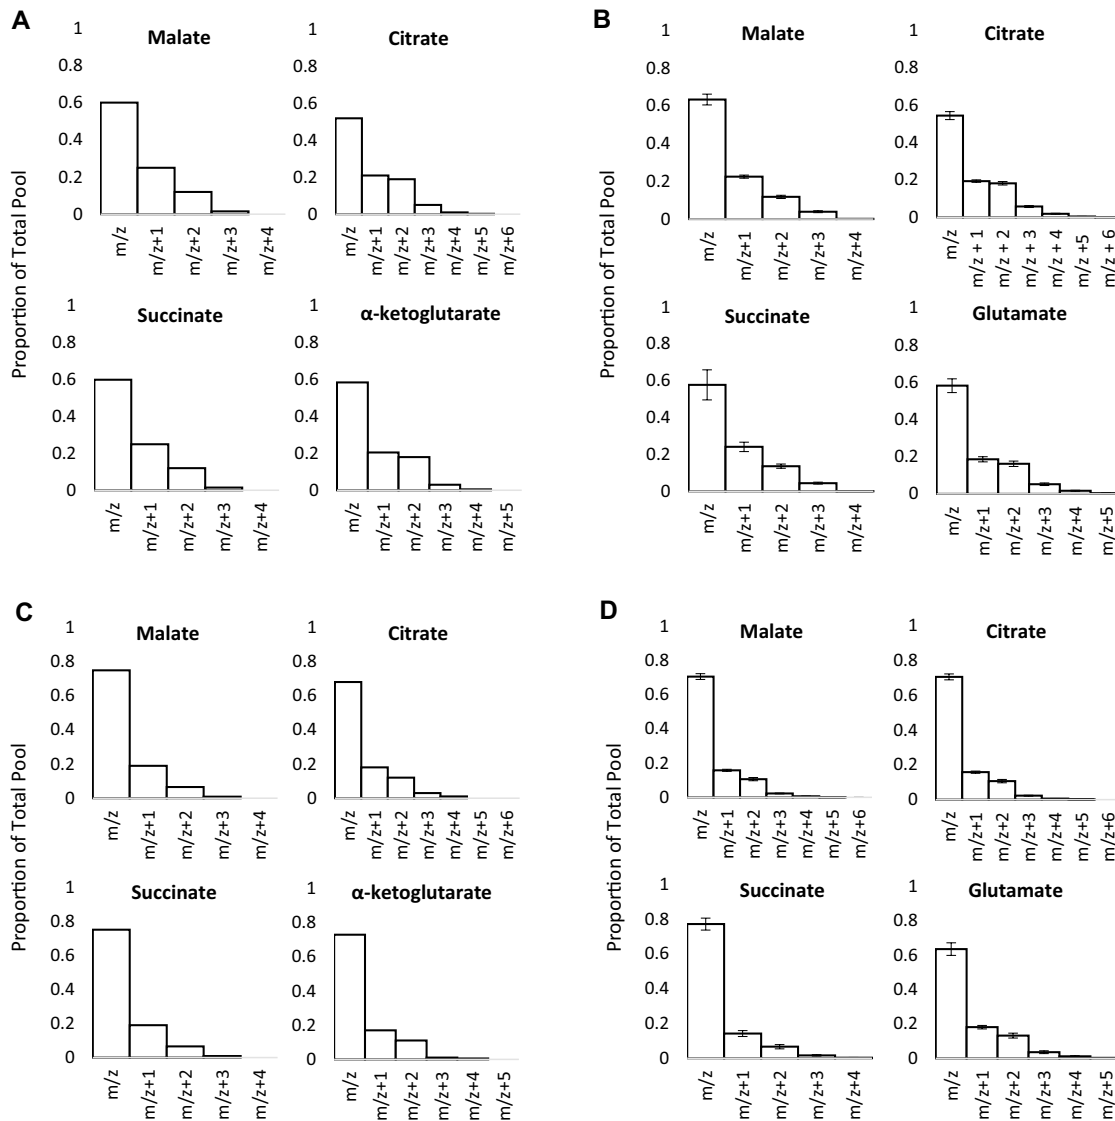 A
Proportion of Total Pool
Malate
1
0.8
0.6
0.4
0.2
0
m/z
m/z+1
m/z+2
m/z+3
m/z+4
Citrate
m/z
m/z+1
m/z+2
m/z+3
m/z+4
m/z+5
m/z+6
Succinate
1
0.8
0.6
0.4
0.2
0
m/z
m/z+1
m/z+2
m/z+3
m/z+4
α-ketoglutarate
1
0.8
0.6
0.4
0.2
0
m/z
m/z+1
m/z+2
m/z+3
m/z+4
m/z+5
B
Proportion of Total Pool
Malate
1
0.8
0.6
0.4
0.2
0
m/z
m/z+1
m/z+2
m/z+3
m/z+4
Citrate
1
0.8
0.6
0.4
0.2
0
m/z
m/z + 1
m/z + 2
m/z + 3
m/z + 4
m/z +5
m/z + 6
Succinate
1
0.8
0.6
0.4
0.2
0
m/z
m/z+1
m/z+2
m/z+3
m/z+4
Glutamate
1
0.8
0.6
0.4
0.2
0
m/z
m/z+1
m/z+2
m/z+3
m/z+4
m/z+5
C
Proportion of Total Pool
Malate
1
0.8
0.6
0.4
0.2
0
m/z
m/z+1
m/z+2
m/z+3
m/z+4
Citrate
1
0.8
0.6
0.4
0.2
0
m/z
m/z+1
m/z+2
m/z+3
m/z+4
m/z+5
m/z+6
Succinate
1
0.8
0.6
0.4
0.2
0
m/z
m/z+1
m/z+2
m/z+3
m/z+4
α-ketoglutarate
1
0.8
0.6
0.4
0.2
0
m/z
m/z+1
m/z+2
m/z+3
m/z+4
m/z+5
D
Proportion of Total Pool
Malate
1
0.8
0.6
0.4
0.2
0
m/z
m/z+1
m/z+2
m/z+3
m/z+4
m/z+5
m/z+6
Citrate
1
0.8
0.6
0.4
0.2
0
m/z
m/z+1
m/z+2
m/z+3
m/z+4
m/z+5
m/z+6
Succinate
1
0.8
0.6
0.4
0.2
0
m/z
m/z+1
m/z+2
m/z+3
m/z+4
Glutamate
1
0.8
0.6
0.4
0.2
0
m/z
m/z+1
m/z+2
m/z+3
m/z+4
m/z+5